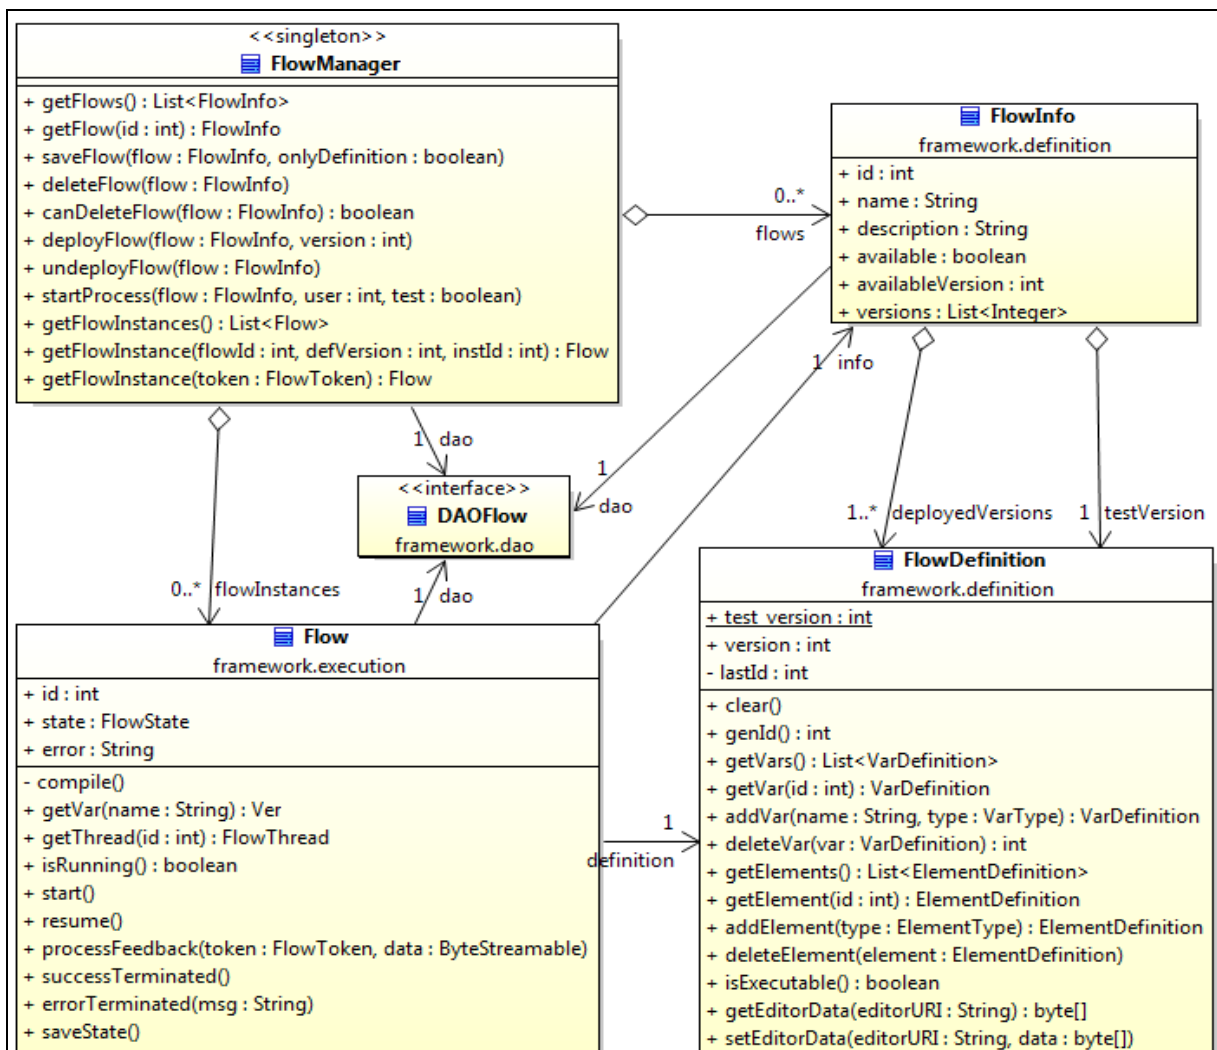 <<singleton>>
FlowManager
+ getFlows() : List<FlowInfo>
+ getFlow(id : int) : FlowInfo
+ saveFlow(flow : FlowInfo, onlyDefinition : boolean)
+ deleteFlow(flow : FlowInfo)
+ canDeleteFlow(flow : FlowInfo) : boolean
+ deployFlow(flow : FlowInfo, version : int)
+ undeployFlow(flow : FlowInfo)
+ startProcess(flow : FlowInfo, user : int, test : boolean)
+ getFlowInstances() : List<Flow>
+ getFlowInstance(flowId : int, defVersion : int, instId : int) : Flow
+ getFlowInstance(token : FlowToken) : Flow
0..*
flows
FlowInfo
framework.definition
+ id : int
+ name : String
+ description : String
+ available : boolean
+ availableVersion : int
+ versions : List<Integer>
1 info
1 dao
<<interface>>
DAOFlow
framework.dao
1
dao
1 dao
0..* flowInstances
1..* deployedVersions
1 testVersion
Flow
framework.execution
+ id : int
+ state : FlowState
+ error : String
- compile()
+ getVar(name : String) : Ver
+ getThread(id : int) : FlowThread
+ isRunning() : boolean
+ start()
+ resume()
+ processFeedback(token : FlowToken, data : ByteStreamable)
+ successTerminated()
+ errorTerminated(msg : String)
+ saveState()
1
definition
FlowDefinition
framework.definition
+ test_version : int
+ version : int
- lastId : int
+ clear()
+ genId() : int
+ getVars() : List<VarDefinition>
+ getVar(id : int) : VarDefinition
+ addVar(name : String, type : VarType) : VarDefinition
+ deleteVar(var : VarDefinition) : int
+ getElements() : List<ElementDefinition>
+ getElement(id : int) : ElementDefinition
+ addElement(type : ElementType) : ElementDefinition
+ deleteElement(element : ElementDefinition)
+ isExecutable() : boolean
+ getEditorData(editorURI : String) : byte[]
+ setEditorData(editorURI : String, data : byte[])